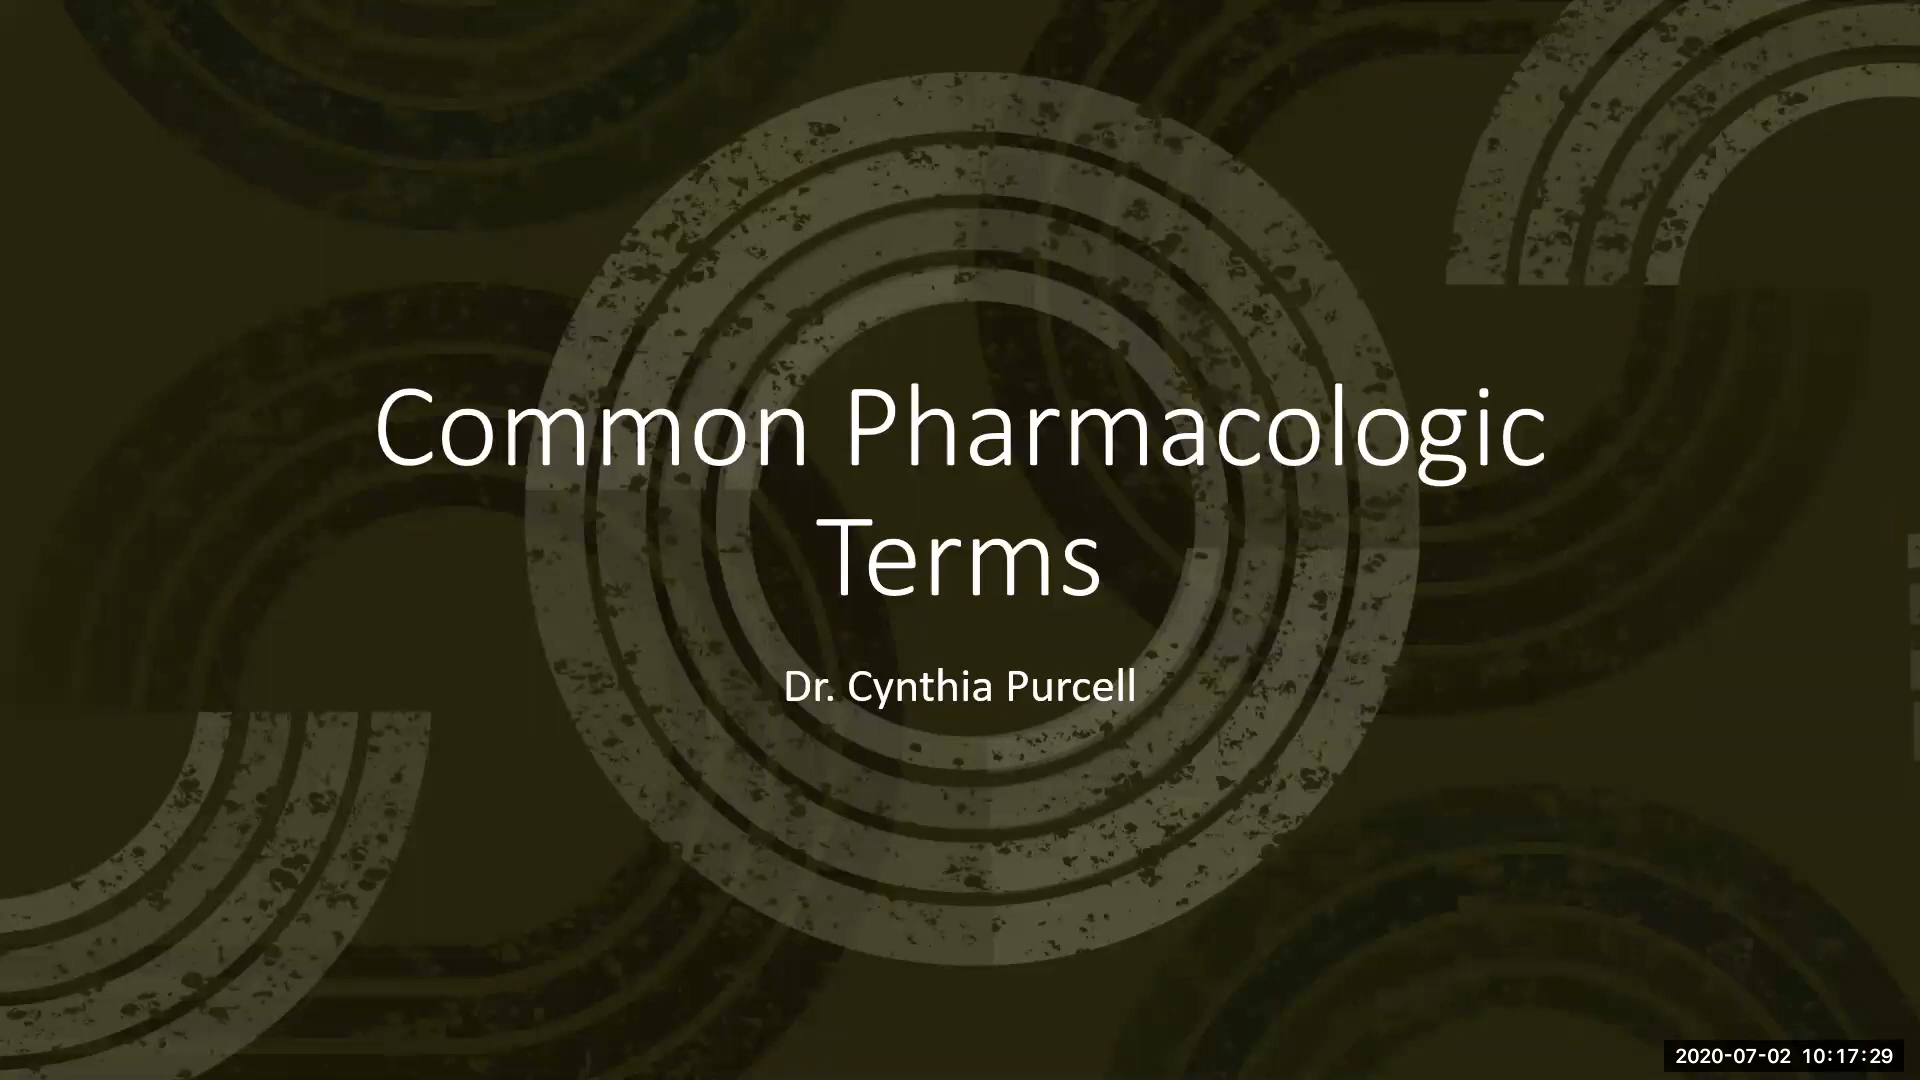 Common Pharmacologic
Terms
Dr. Cynthia Purcell
2020-07-02 10:17:29